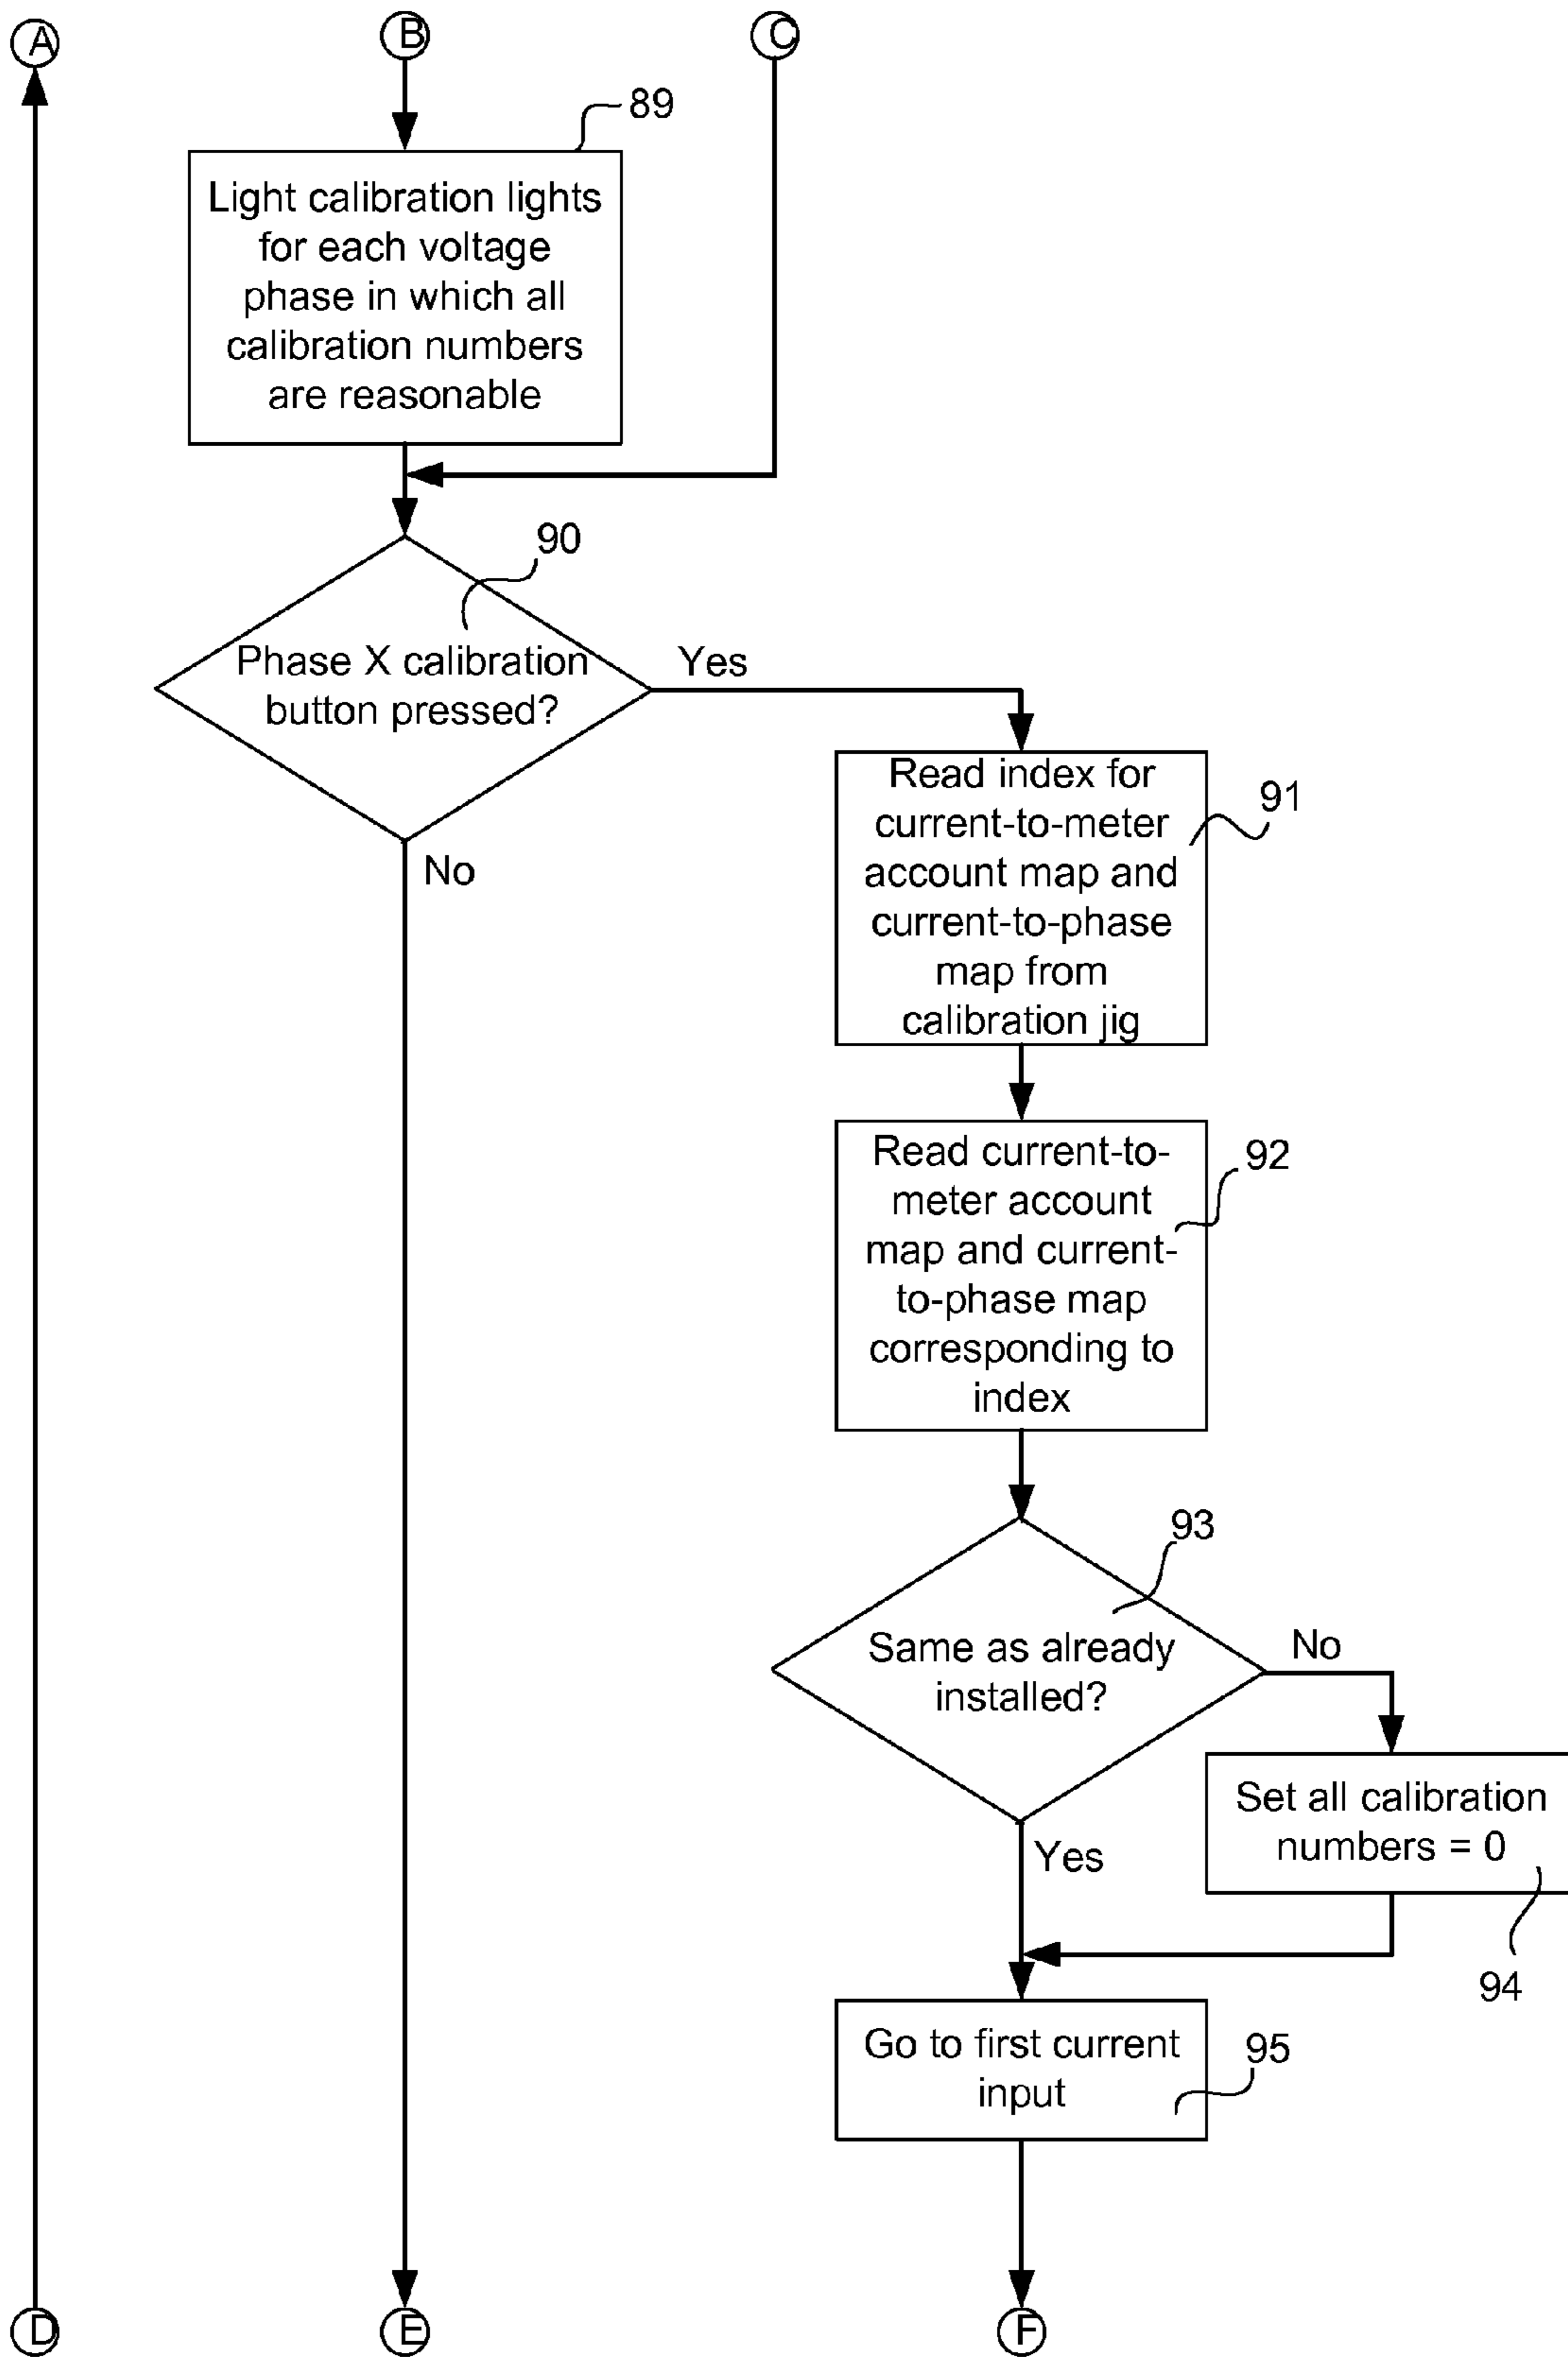 A
B
C
89
Light calibration lights
for each voltage
phase in which all
calibration numbers
are reasonable
90
Phase X calibration
button pressed?
Yes
No
Read index for
current-to-meter
account map and
current-to-phase
map from
calibration jig
91
Read current-to-
meter account
map and current-
to-phase map
corresponding to
index
92
93
Same as already
installed?
No
Yes
Set all calibration
numbers = 0
94
Go to first current
input
95
D
E
F